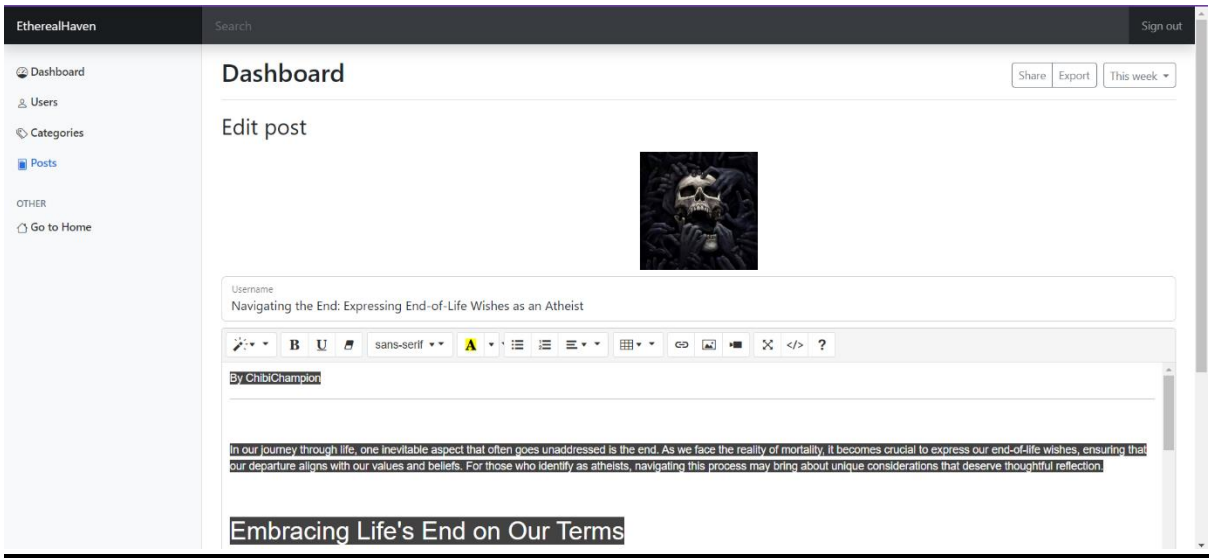 EtherealHaven
Search
Sign out
Dashboard
Users
Categories
Posts
OTHER
Go to Home
Dashboard
Share
Export
This week
Edit post
Username
Navigating the End: Expressing End-of-Life Wishes as an Atheist
B U sans-serif A </> ?
By ChibiChampion
In our journey through life, one inevitable aspect that often goes unaddressed is the end. As we face the reality of mortality, it becomes crucial to express our end-of-life wishes, ensuring that
our departure aligns with our values and beliefs. For those who identify as atheists, navigating this process may bring about unique considerations that deserve thoughtful reflection.
Embracing Life's End on Our Terms